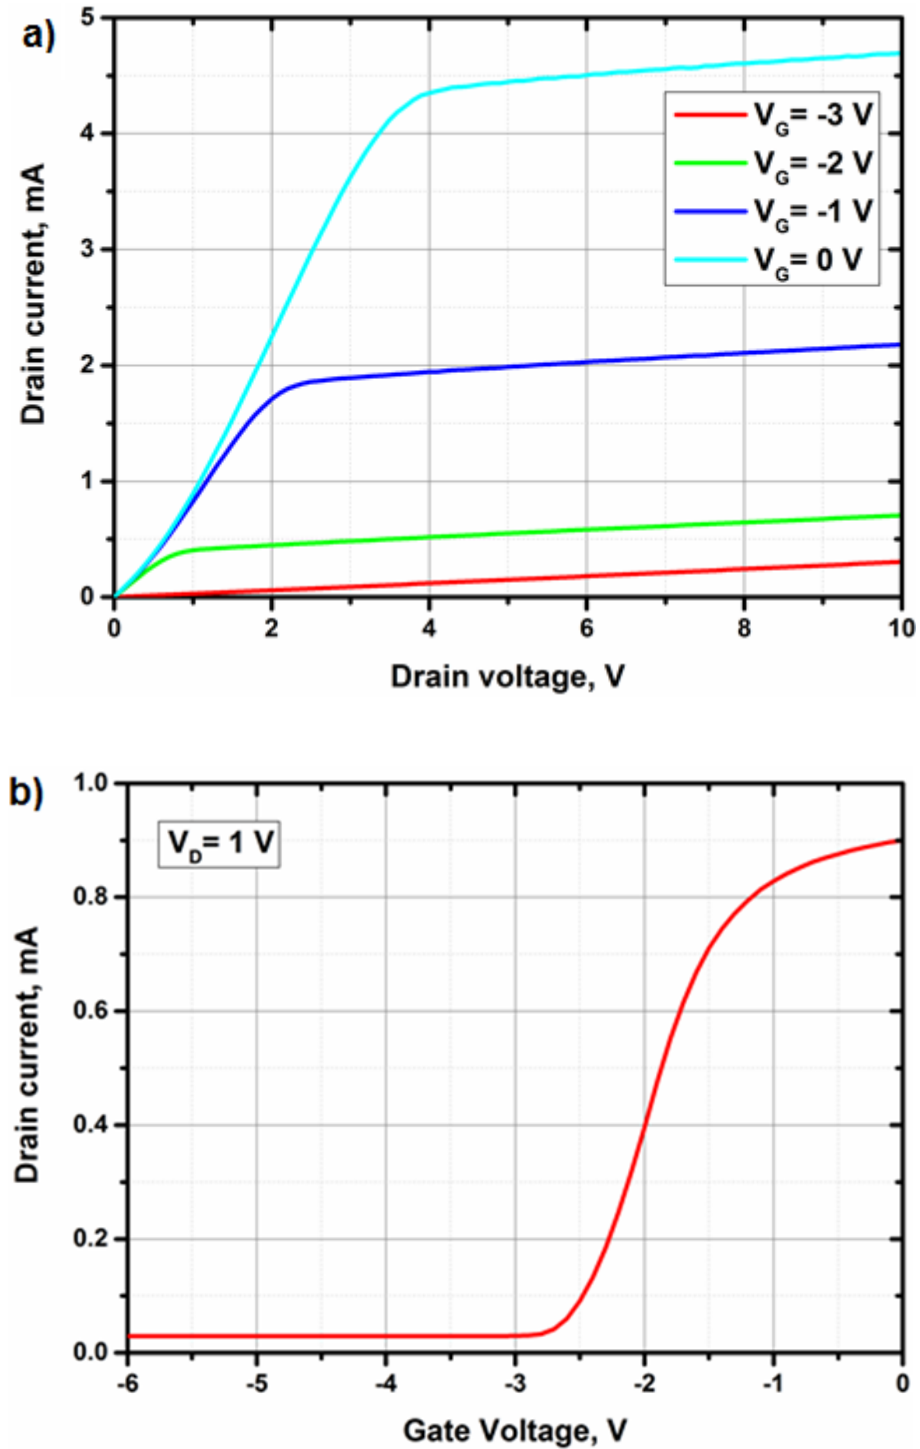 a)
5
4
3
2
1
0
Drain current, mA
V_G= -3 V
V_G= -2 V
V_G= -1 V
V_G= 0 V
0 2 4 6 8 10
Drain voltage, V
b)
1.0
0.8
0.6
0.4
0.2
0.0
Drain current, mA
V_D= 1 V
-6 -5 -4 -3 -2 -1 0
Gate Voltage, V